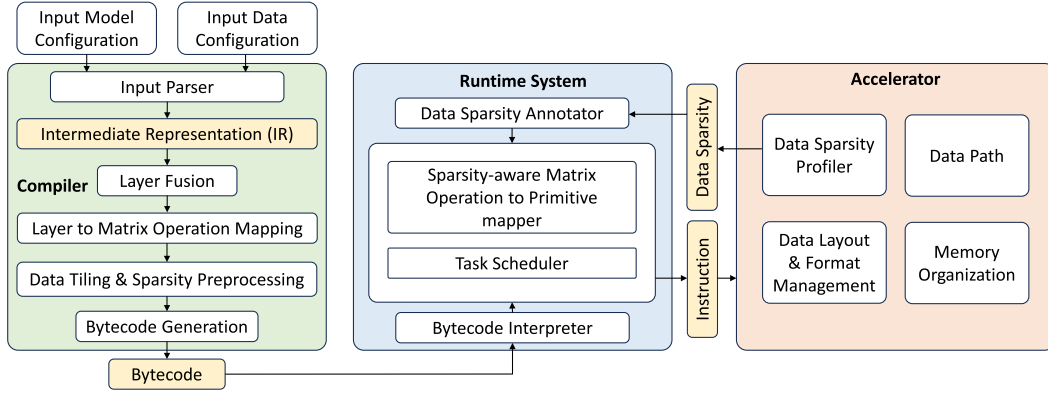 Input Model
Configuration
Input Data
Configuration
Input Parser
Intermediate Representation (IR)
Compiler
Layer Fusion
Layer to Matrix Operation Mapping
Data Tiling & Sparsity Preprocessing
Bytecode Generation
Bytecode
Runtime System
Data Sparsity Annotator
Sparsity-aware Matrix
Operation to Primitive
mapper
Task Scheduler
Bytecode Interpreter
Data Sparsity
Instruction
Accelerator
Data Sparsity
Profiler
Data Path
Data Layout
& Format
Management
Memory
Organization